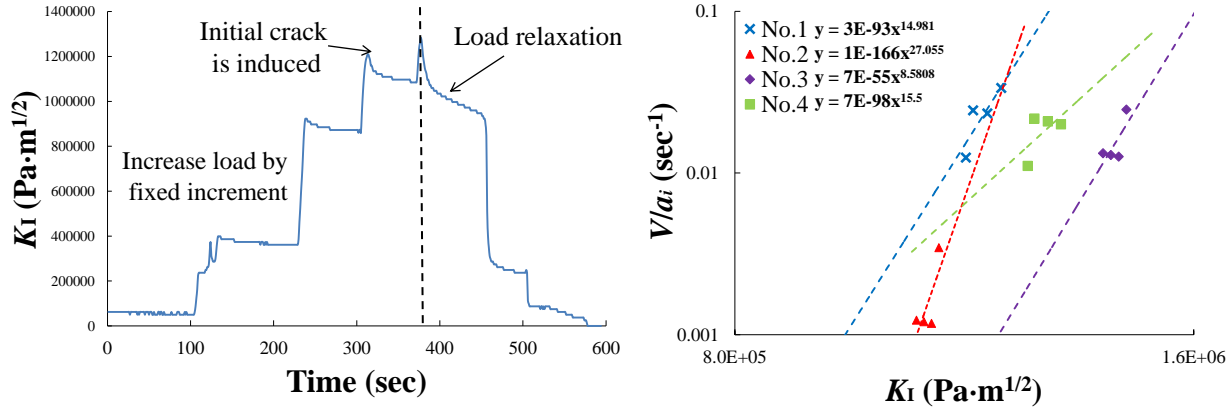 1400000
1200000
1000000
800000
600000
400000
200000
0
KI (Pa·m1/2)
Initial crack
is induced
Load relaxation
Increase load by
fixed increment
0 100 200 300 400 500 600
Time (sec)
0.1
0.01
0.001
V/ai (sec-1)
No.1 y = 3E-93x14.981
No.2 y = 1E-166x27.055
No.3 y = 7E-55x8.5808
No.4 y = 7E-98x15.5
8.0E+05 1.6E+06
KI (Pa·m1/2)